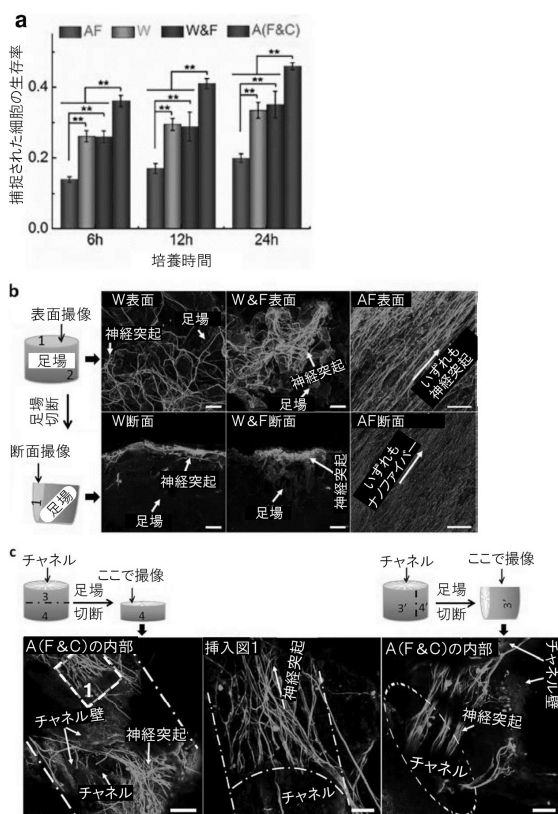 a
AF W W&F A(F&C)
捕捉された細胞の生存率
0.4
0.2
0.0
** ** **
** ** **
** ** **
6h 12h 24h
培養時間
b
表面撮像
1
足場
2
足場
切断
断面撮像
1
足場
W表面
神経突起
足場
W&F表面
神経突起
足場
AF表面
いずれも
神経突起
W断面
神経突起
足場
W&F断面
神経突起
足場
AF断面
いずれも
ナノファイバー
c
チャネル
3
4
足場
切断
ここで撮像
4
チャネル
3' 4'
足場
切断
ここで撮像
3'
A(F&C)の内部
1
チャネル壁
神経突起
チャネル
挿入図1
神経突起
チャネル
A(F&C)の内部
チャネル壁
神経突起
チャネル